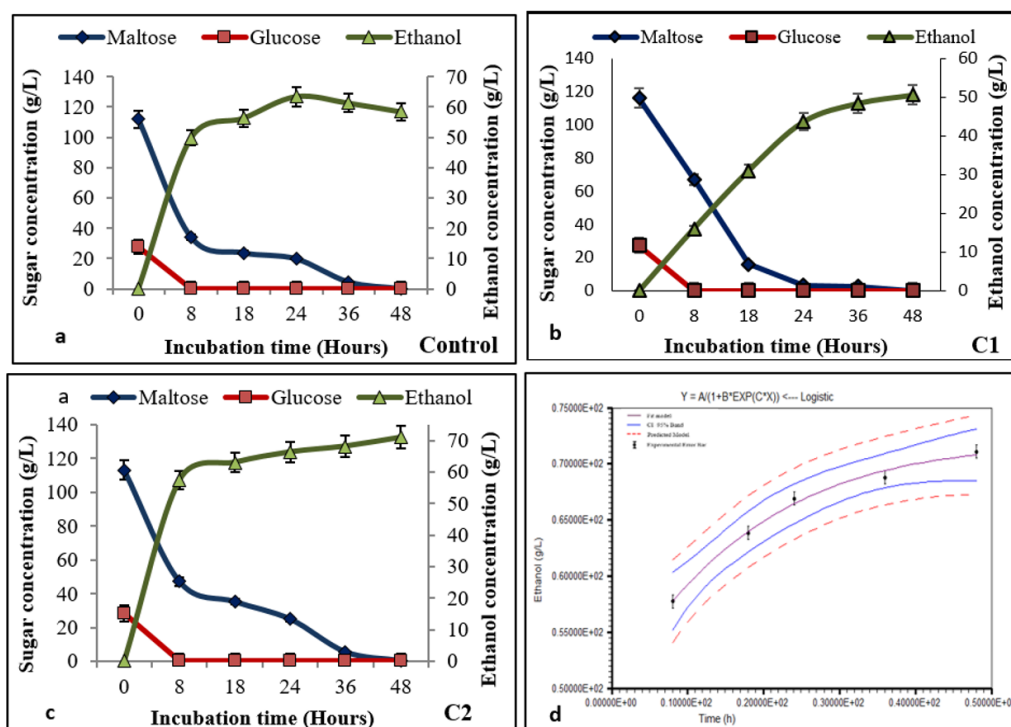 Maltose Glucose Ethanol
Sugar concentration (g/L)
140
120
100
80
60
40
20
0
70
60
50
40
30
20
10
0
Ethanol concentration (g/L)
0 8 18 24 36 48
a Incubation time (Hours) Control
Maltose Glucose Ethanol
Sugar concentration (g/L)
140
120
100
80
60
40
20
0
60
50
40
30
20
10
0
Ethanol concentration (g/L)
0 8 18 24 36 48
b Incubation time (Hours) C1
a Maltose Glucose Ethanol
Sugar concentration (g/L)
140
120
100
80
60
40
20
0
70
60
50
40
30
20
10
0
Ethanol concentration (g/L)
0 8 18 24 36 48
c Incubation time (Hours) C2
Y = A/(1+B*EXP(C*X)) <--- Logistic
CI 95% Band
Experimental Error Bar
Ethanol (g/L)
0.75000E+02
0.70000E+02
0.65000E+02
0.60000E+02
0.55000E+02
0.50000E+02
0.00000E+00 0.10000E+02 0.20000E+02 0.30000E+02 0.40000E+02 0.50000E+02
Time (h)
d